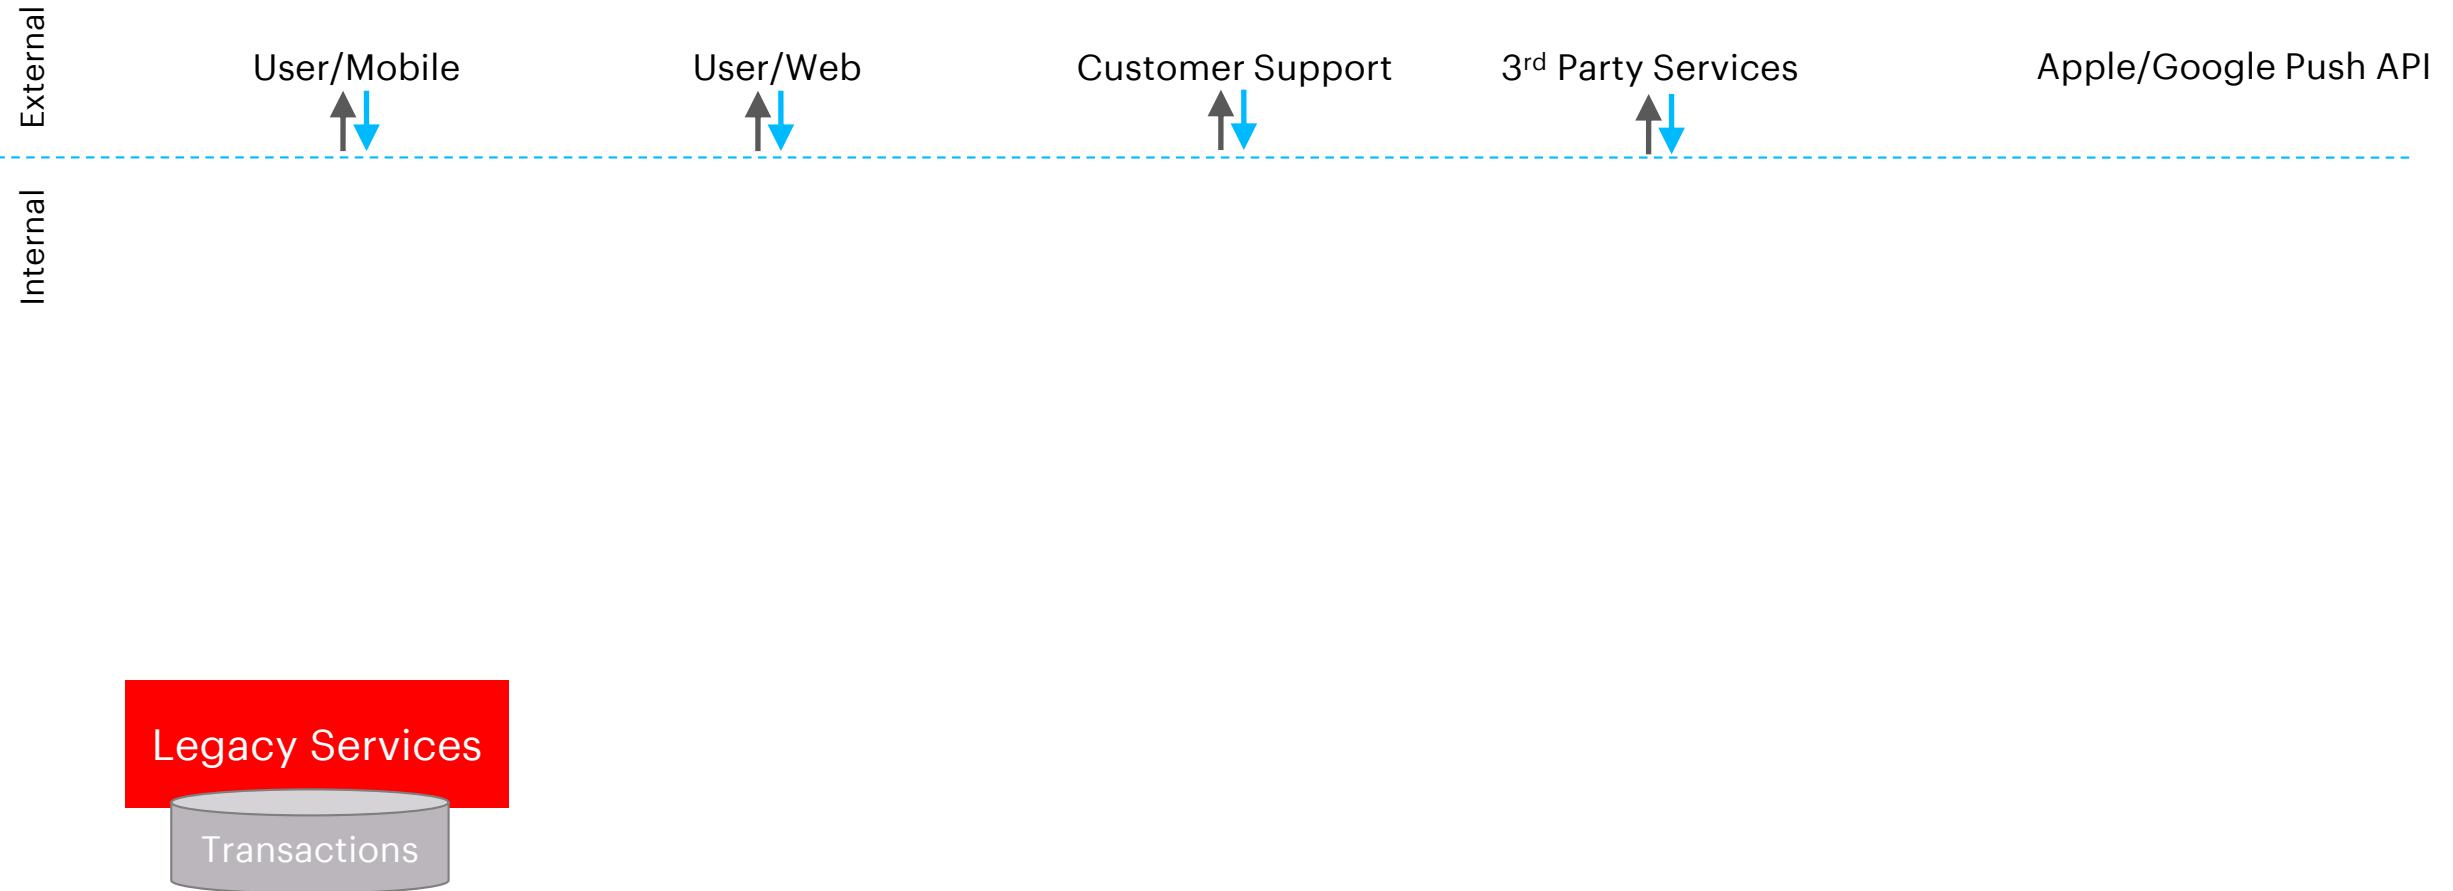 External
User/Mobile
User/Web
Customer Support
3rd Party Services
Apple/Google Push API
Internal
Legacy Services
Transactions